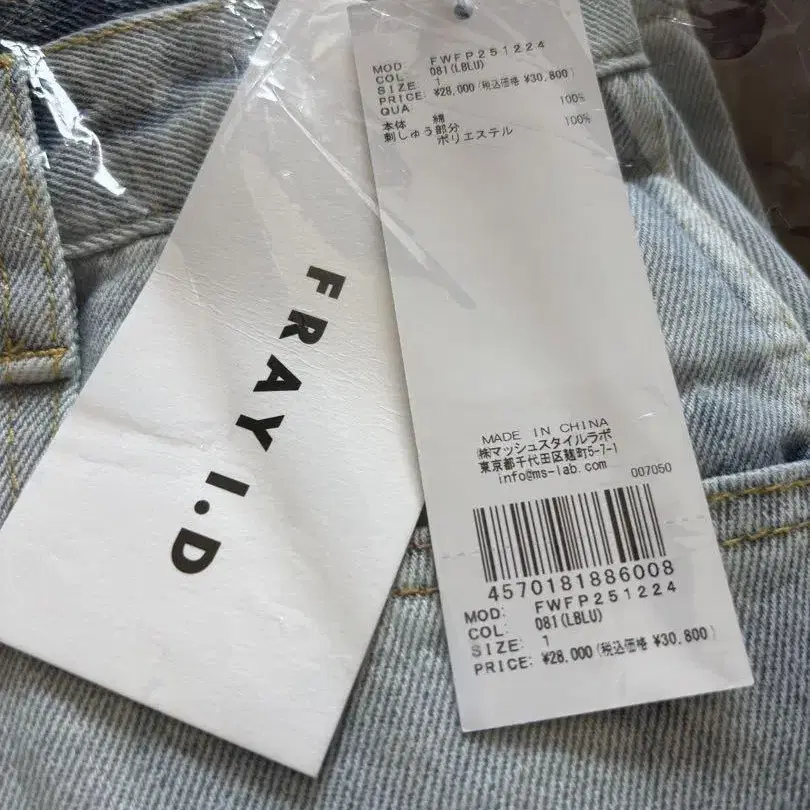 FRAY I.D
MOD: FWFP251224
COL: 081(LBLU)
SIZE: 1
PRICE: ¥28,000(税込価格 ¥30,800)
QUA
本体 綿 100%
刺しゅう部分
ポリエステル 100%
MADE IN CHINA
㈱マッシュスタイルラボ
東京都千代田区麹町5-7-1
info@ms-lab.com
007050
4570181886008
MOD: FWFP251224
COL: 081(LBLU)
SIZE: 1
PRICE: ¥28,000(税込価格 ¥30,800)